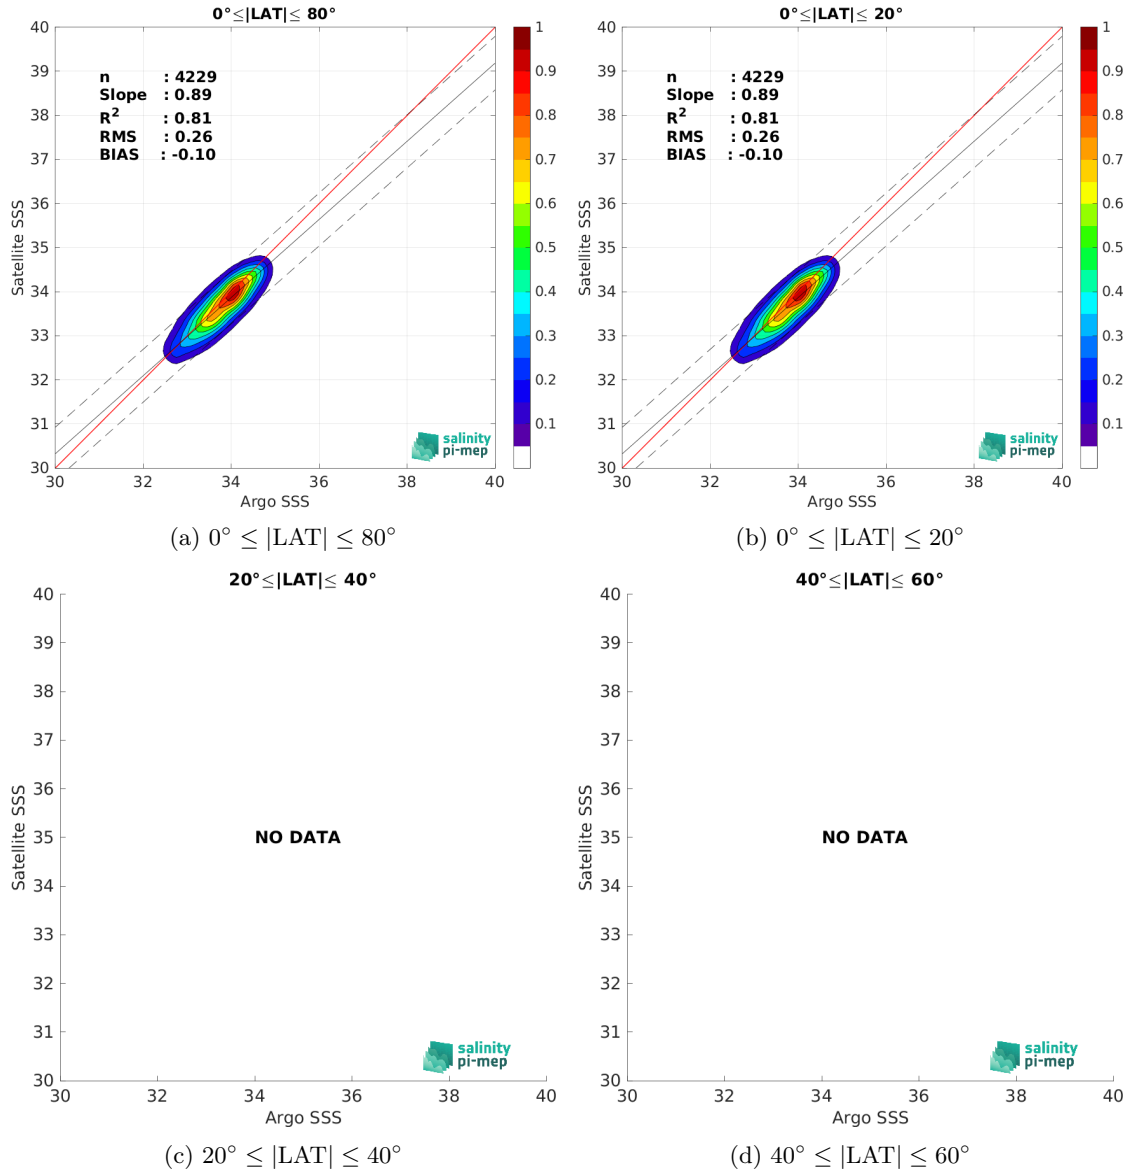 0°≤|LAT|≤ 80°
40
39
38
37
36
35
34
33
32
31
30
n : 4229
Slope : 0.89
R2 : 0.81
RMS : 0.26
BIAS : -0.10
Satellite SSS
30 32 34 36 38 40
Argo SSS
1
0.9
0.8
0.7
0.6
0.5
0.4
0.3
0.2
0.1
salinity
pi-mep
(a) 0° ≤ |LAT| ≤ 80°
0°≤|LAT|≤ 20°
40
39
38
37
36
35
34
33
32
31
30
n : 4229
Slope : 0.89
R2 : 0.81
RMS : 0.26
BIAS : -0.10
Satellite SSS
30 32 34 36 38 40
Argo SSS
1
0.9
0.8
0.7
0.6
0.5
0.4
0.3
0.2
0.1
salinity
pi-mep
(b) 0° ≤ |LAT| ≤ 20°
20°≤|LAT|≤ 40°
40
39
38
37
36
35
34
33
32
31
30
Satellite SSS
NO DATA
salinity
pi-mep
30 32 34 36 38 40
Argo SSS
(c) 20° ≤ |LAT| ≤ 40°
40°≤|LAT|≤ 60°
40
39
38
37
36
35
34
33
32
31
30
Satellite SSS
NO DATA
salinity
pi-mep
30 32 34 36 38 40
Argo SSS
(d) 40° ≤ |LAT| ≤ 60°